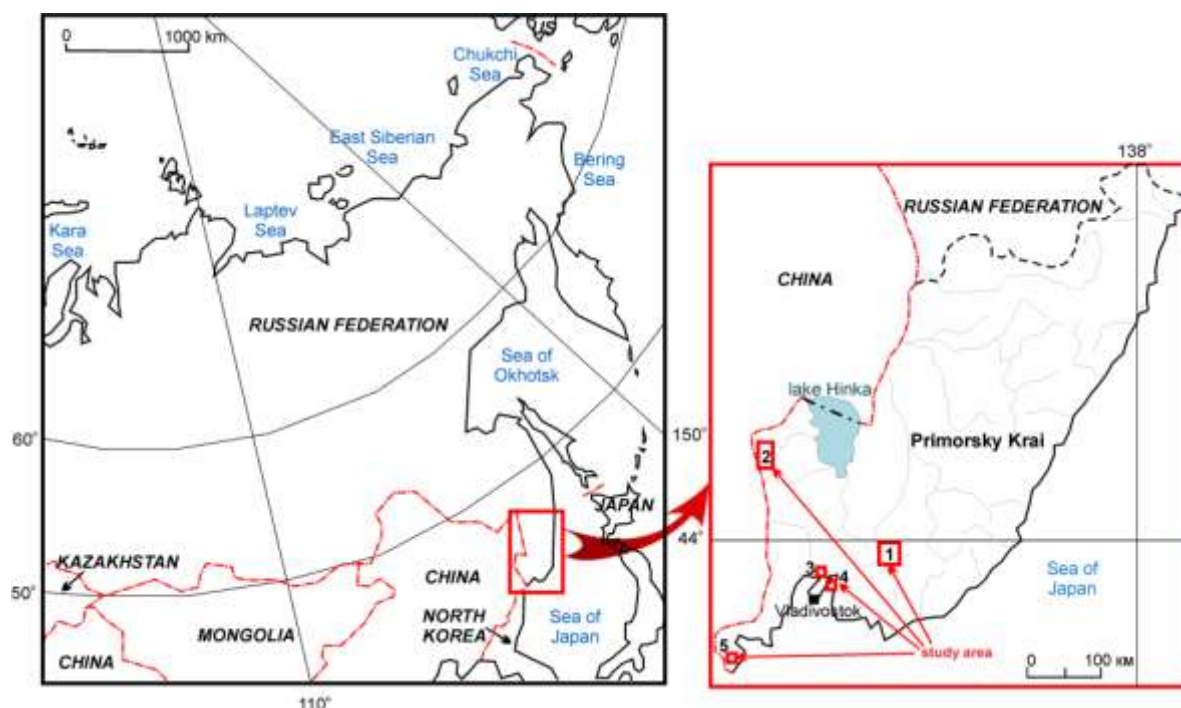 0
1000 km
US
Chukchi
Sea
East Siberian
Sea
Bering
Sea
Laptev
Sea
Kara
Sea
RUSSIAN FEDERATION
Sea of
Okhotsk
60°
150°
JAPAN
KAZAKHSTAN
CHINA
50°
NORTH
KOREA
Sea of
Japan
MONGOLIA
CHINA
110°
138°
RUSSIAN FEDERATION
CHINA
lake Hinka
Primorsky Krai
2
44°
1
3
4
Sea of
Japan
Vladivostok
5
study area
0
100 км